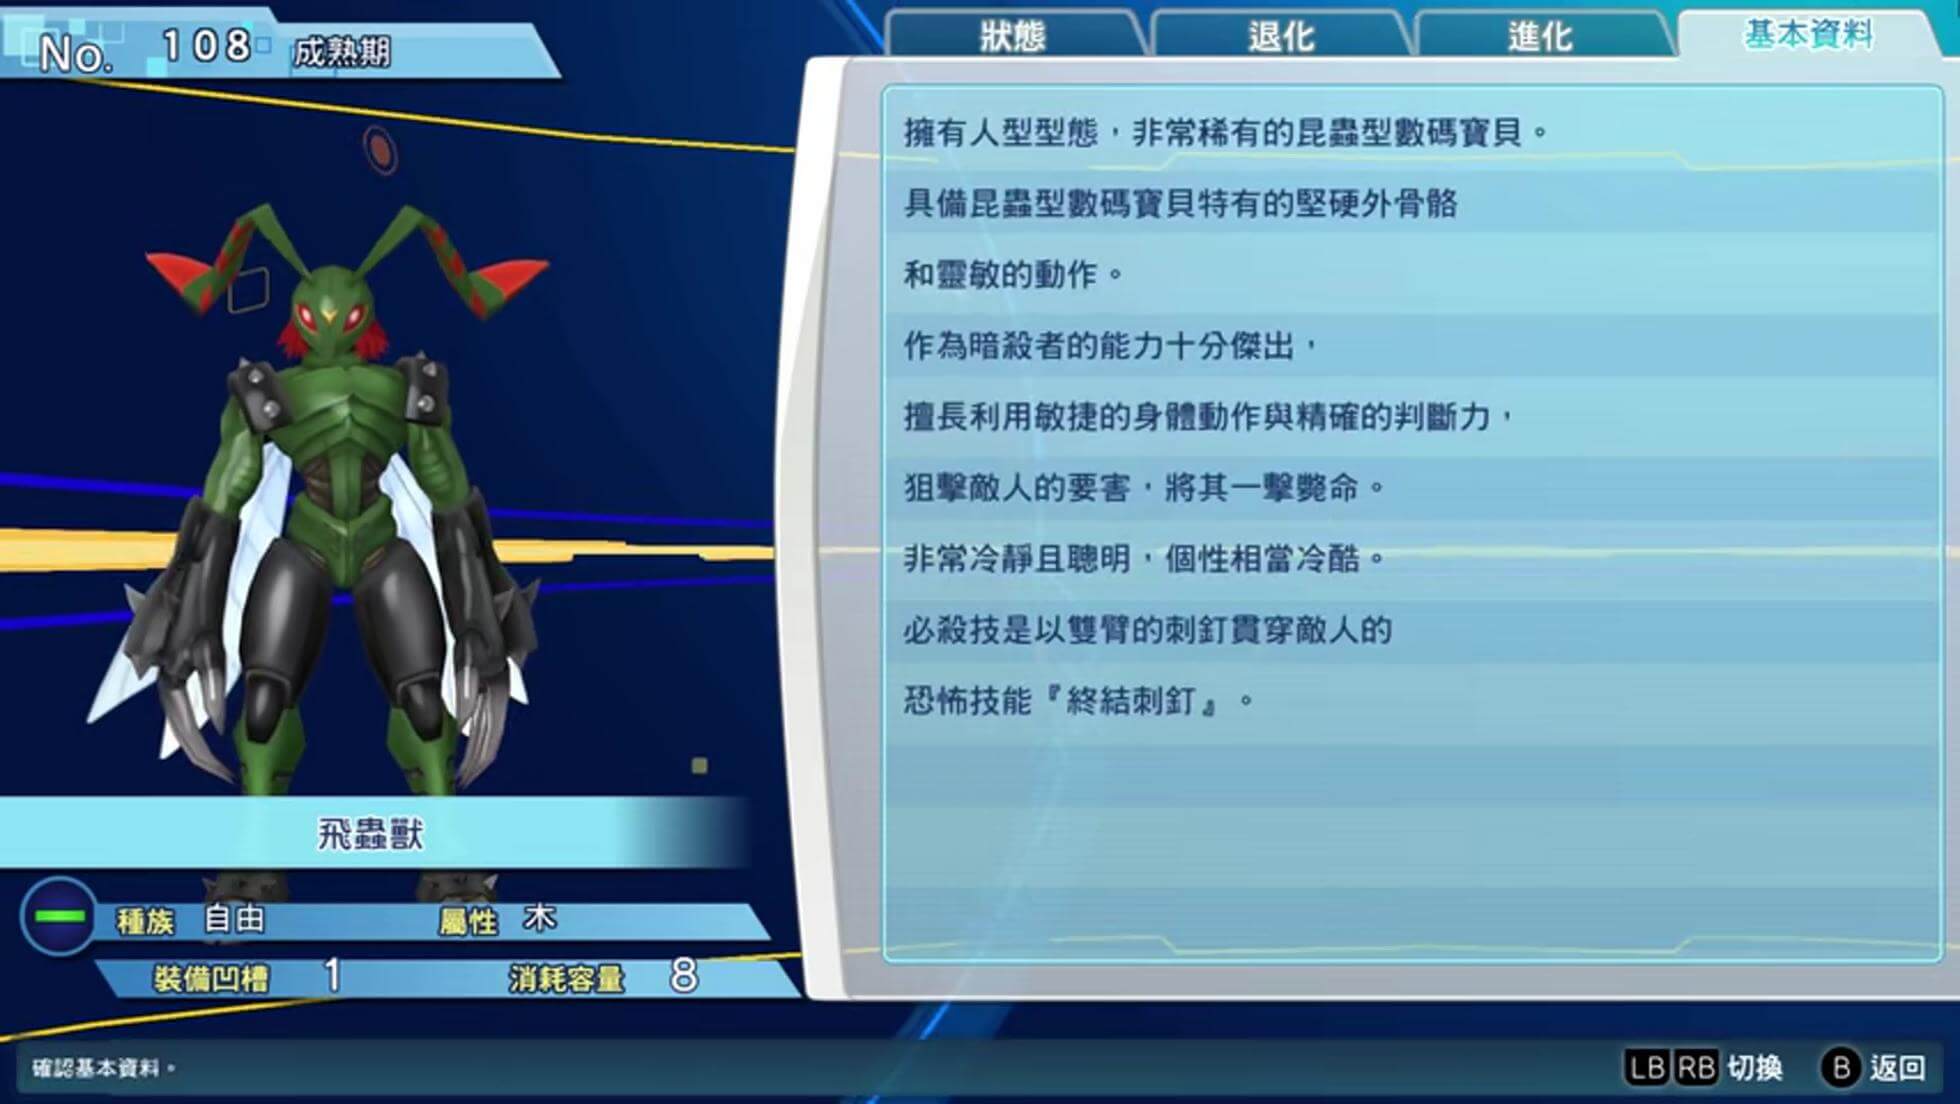 No. 108 成熟期
狀態 退化 進化 基本資料
擁有人型型態，非常稀有的昆蟲型數碼寶貝。
具備昆蟲型數碼寶貝特有的堅硬外骨骼
和靈敏的動作。
作為暗殺者的能力十分傑出，
擅長利用敏捷的身體動作與精確的判斷力，
狙擊敵人的要害，將其一擊斃命。
非常冷靜且聰明，個性相當冷酷。
必殺技是以雙臂的刺釘貫穿敵人的
恐怖技能『終結刺釘』。
飛蟲獸
種族 自由 屬性 木
裝備凹槽 1 消耗容量 8
確認基本資料。
LB RB 切換 B 返回